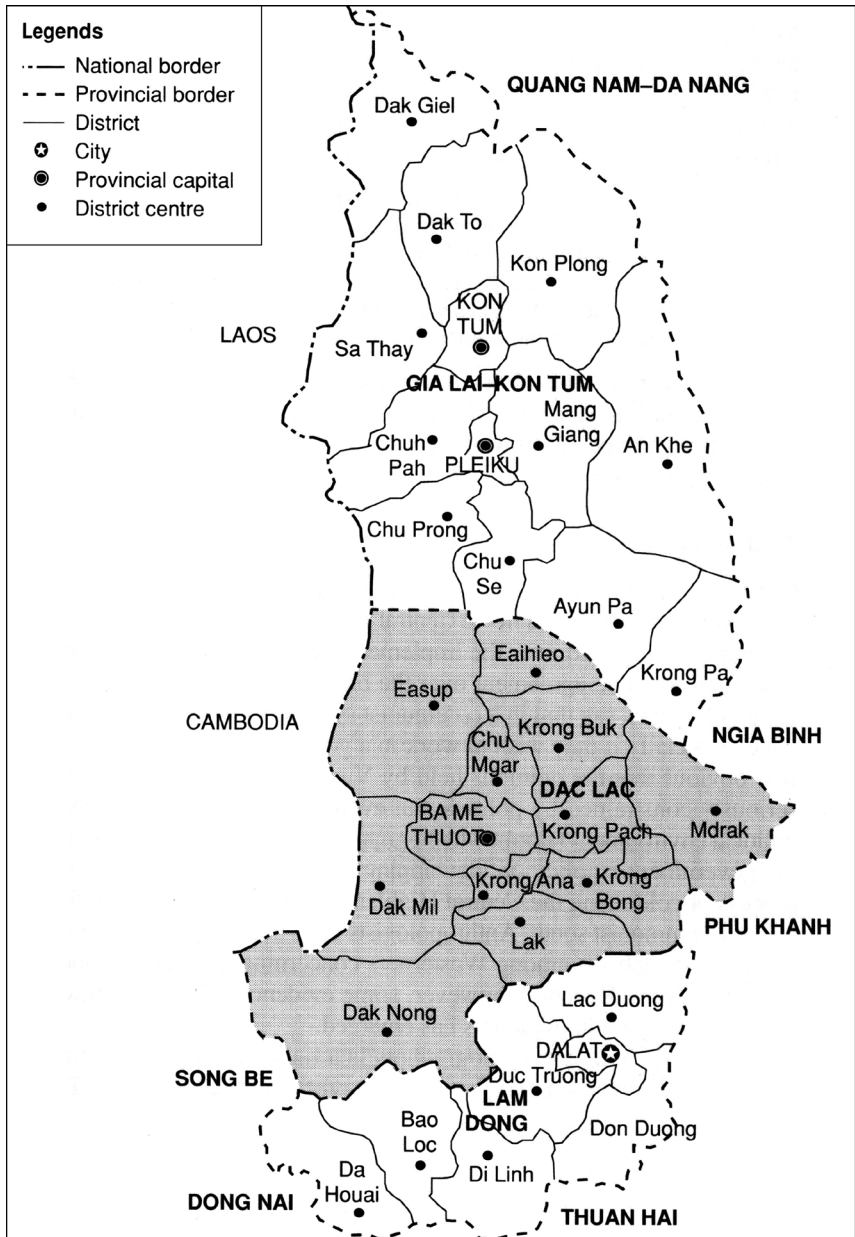 Legends
National border
Provincial border
District
City
Provincial capital
District centre
QUANG NAM–DA NANG
Dak Giel
Dak To
Kon Plong
KON
TUM
LAOS
Sa Thay
GIA LAI–KON TUM
Mang
Giang
Chuh
Pah
PLEIKU
An Khe
Chu Prong
Chu
Se
Ayun Pa
Eaihieo
Krong Pa
Easup
CAMBODIA
NGIA BINH
Krong Buk
Chu
Mgar
DAC LAC
BA ME
THUOT
Krong Pach
Mdrak
Krong Ana
Krong
Bong
Dak Mil
PHU KHANH
Lak
Lac Duong
Dak Nong
DALAT
SONG BE
Duc Truong
LAM
DONG
Bao
Loc
Don Duong
Da
Houai
Di Linh
DONG NAI
THUAN HAI